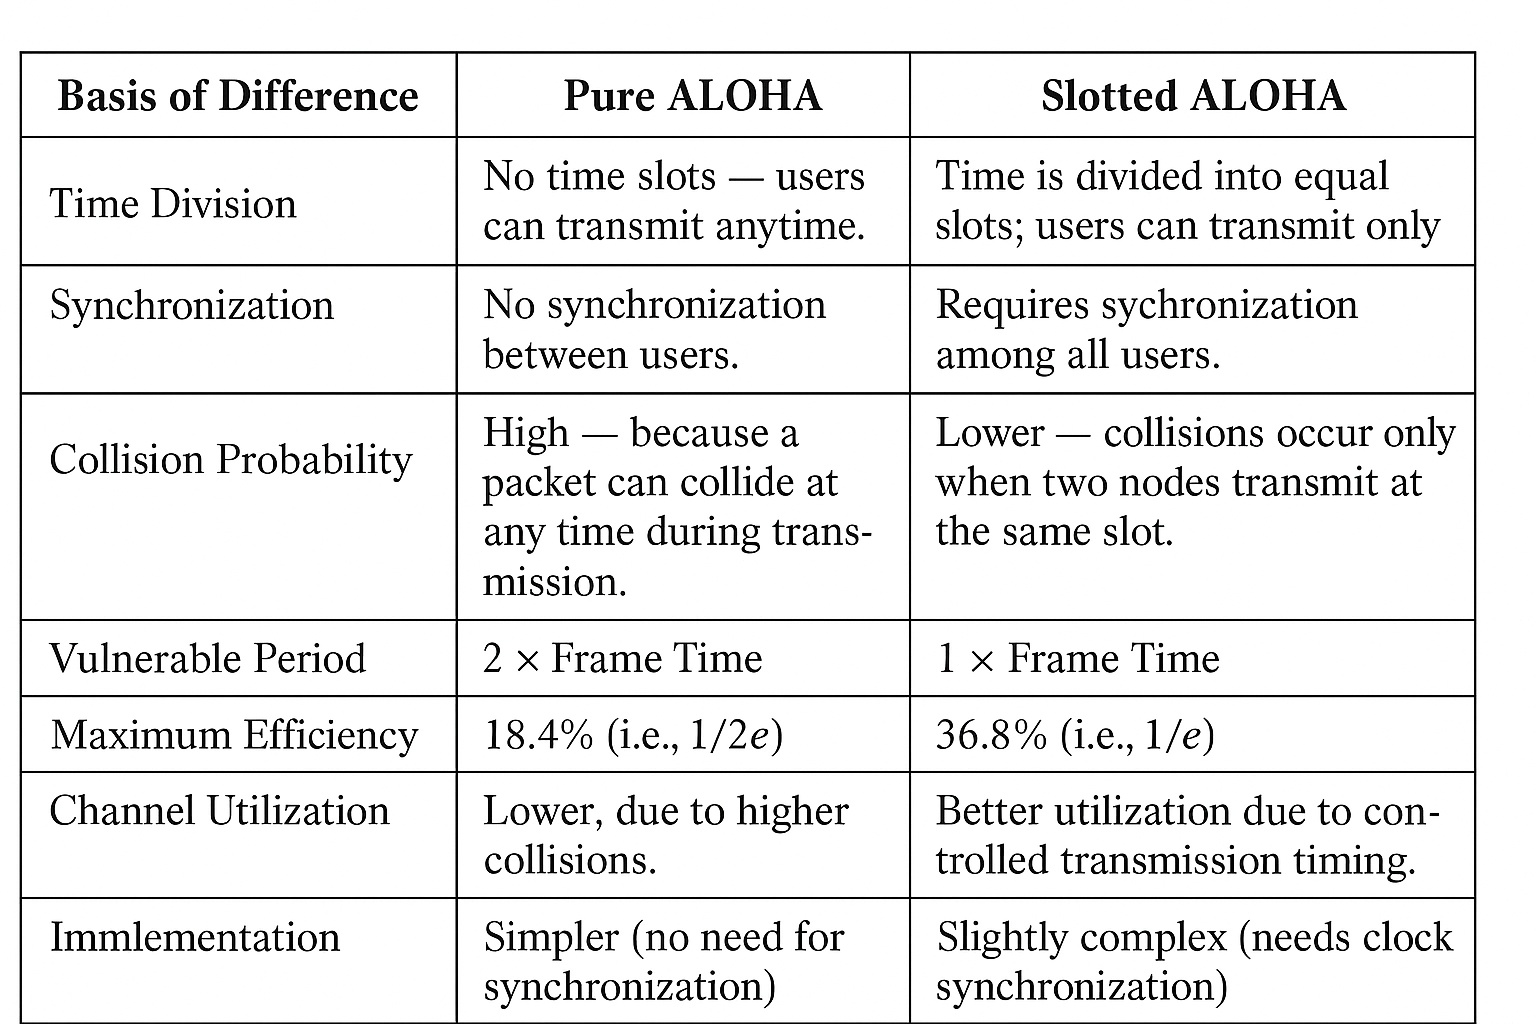 Basis of Difference
Pure ALOHA
Slotted ALOHA
Time Division
No time slots — users
can transmit anytime.
Time is divided into equal
slots; users can transmit only
Synchronization
No synchronization
between users.
Requires sychronization
among all users.
Collision Probability
High — because a
packet can collide at
any time during trans-
mission.
Lower — collisions occur only
when two nodes transmit at
the same slot.
Vulnerable Period
2 × Frame Time
1 × Frame Time
Maximum Efficiency
18.4% (i.e., 1/2e)
36.8% (i.e., 1/e)
Channel Utilization
Lower, due to higher
collisions.
Better utilization due to con-
trolled transmission timing.
Immlementation
Simpler (no need for
synchronization)
Slightly complex (needs clock
synchronization)